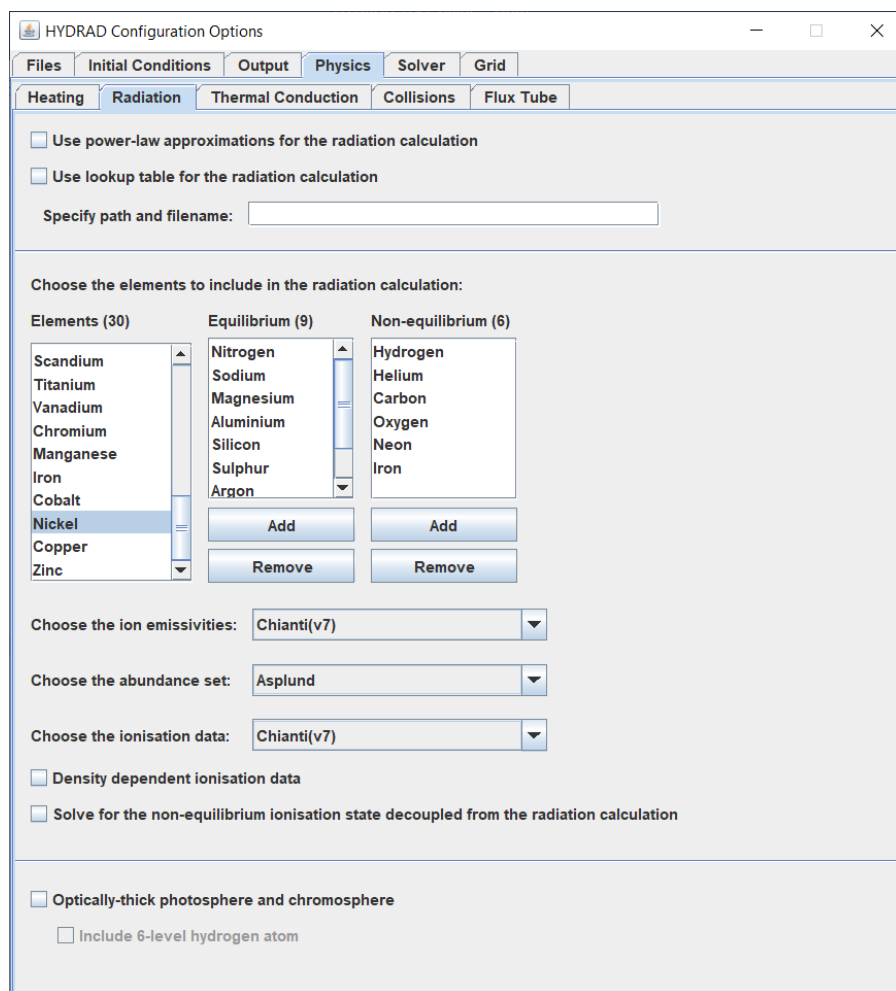 HYDRAD Configuration Options
Files Initial Conditions Output Physics Solver Grid
Heating Radiation Thermal Conduction Collisions Flux Tube
Use power-law approximations for the radiation calculation
Use lookup table for the radiation calculation
Specify path and filename:
Choose the elements to include in the radiation calculation:
Elements (30) Equilibrium (9) Non-equilibrium (6)
Scandium
Titanium
Vanadium
Chromium
Manganese
Iron
Cobalt
Nickel
Copper
Zinc
Nitrogen
Sodium
Magnesium
Aluminium
Silicon
Sulphur
Argon
Add
Remove
Hydrogen
Helium
Carbon
Oxygen
Neon
Iron
Add
Remove
Choose the ion emissivities: Chianti(v7)
Choose the abundance set: Asplund
Choose the ionisation data: Chianti(v7)
Density dependent ionisation data
Solve for the non-equilibrium ionisation state decoupled from the radiation calculation
Optically-thick photosphere and chromosphere
Include 6-level hydrogen atom